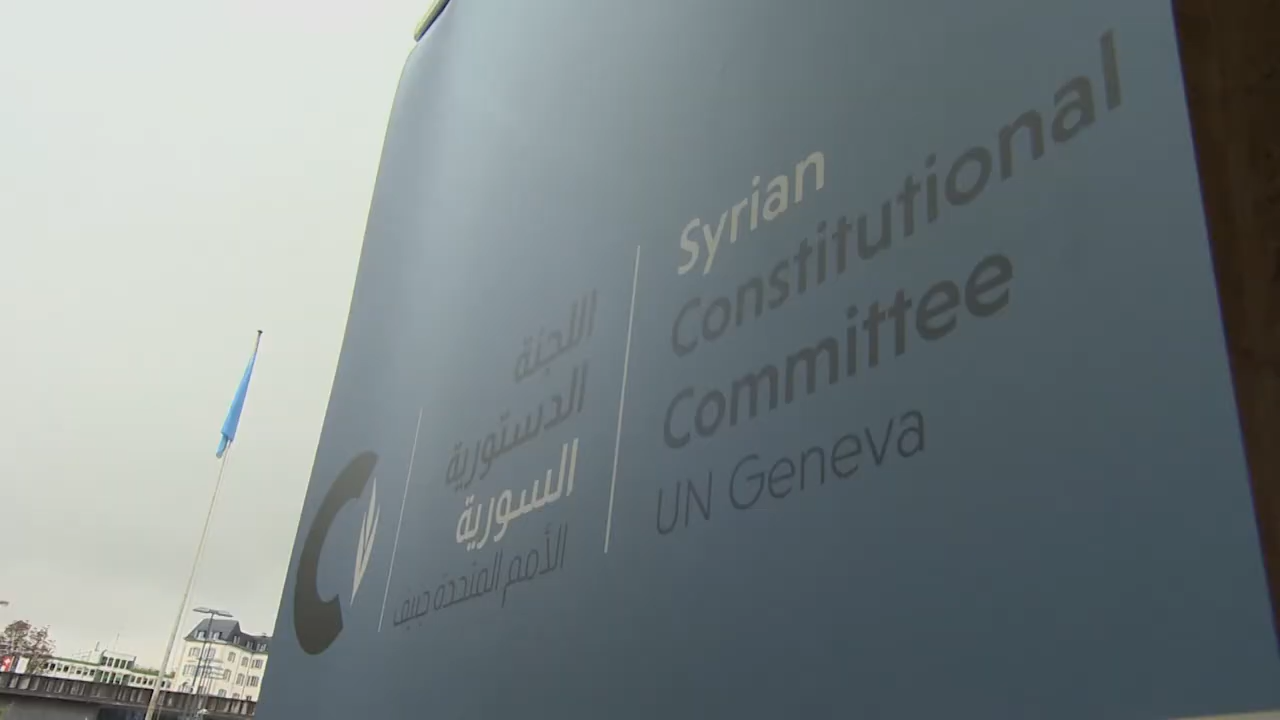 اللجنة
الدستورية
السورية
الأمم المتحدة جنيف
Syrian
Constitutional
Committee
UN Geneva